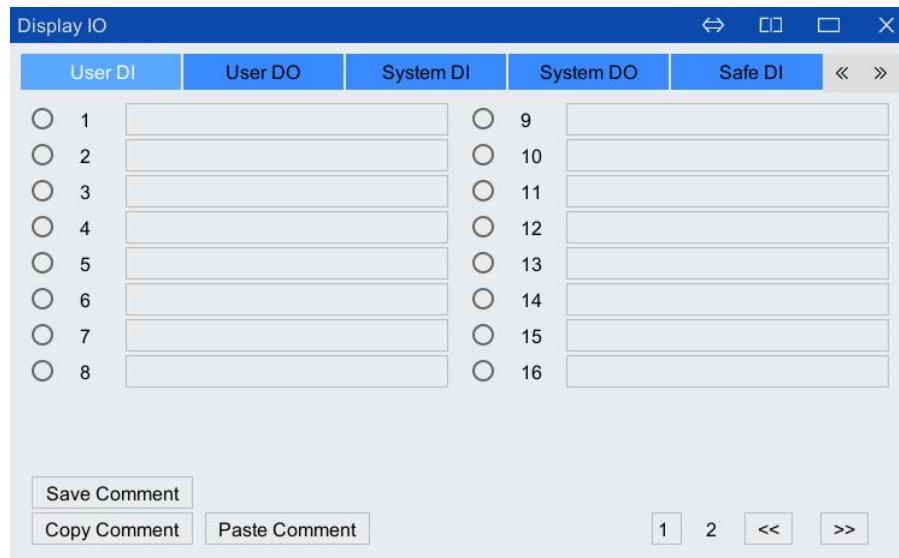 Display IO
User DI User DO System DI System DO Safe DI « »
1 9
2 10
3 11
4 12
5 13
6 14
7 15
8 16
Save Comment
Copy Comment Paste Comment 1 2 << >>